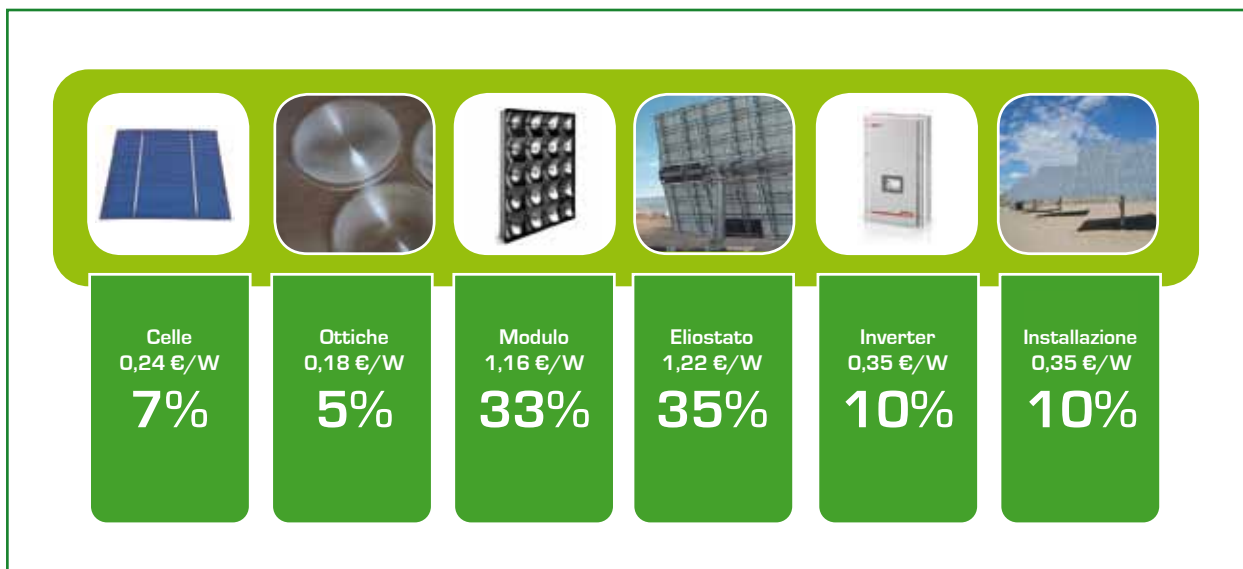 Celle
0,24 €/W
7%
Ottiche
0,18 €/W
5%
Modulo
1,16 €/W
33%
Eliostato
1,22 €/W
35%
Inverter
0,35 €/W
10%
Installazione
0,35 €/W
10%